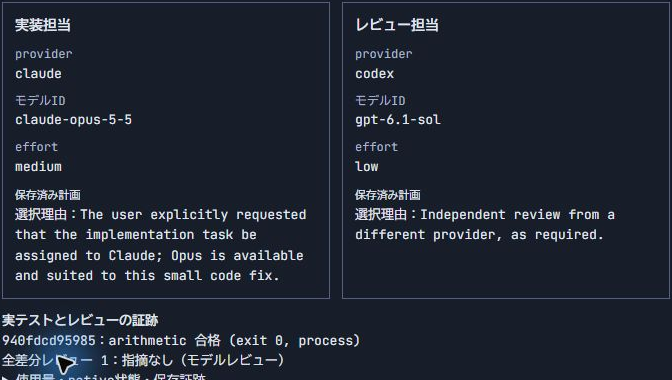 実装担当
provider
claude
モデルID
claude-opus-5-5
effort
medium
保存済み計画
選択理由：The user explicitly requested
that the implementation task be
assigned to Claude; Opus is available
and suited to this small code fix.
レビュー担当
provider
codex
モデルID
gpt-6.1-sol
effort
low
保存済み計画
選択理由：Independent review from a
different provider, as required.
実テストとレビューの証跡
940fdcd95985：arithmetic 合格 (exit 0, process)
全差分レビュー 1：指摘なし（モデルレビュー）
▶ 使用量・native状態・保存証跡